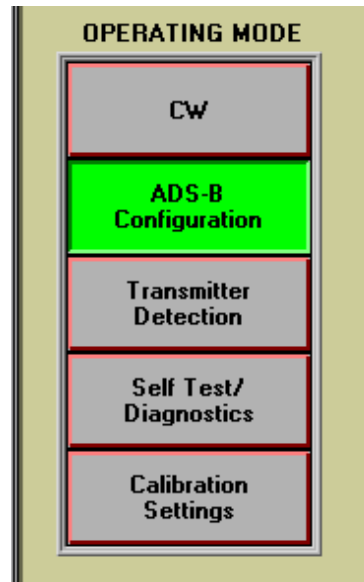 OPERATING MODE
CW
ADS-B
Configuration
Transmitter
Detection
Self Test/
Diagnostics
Calibration
Settings